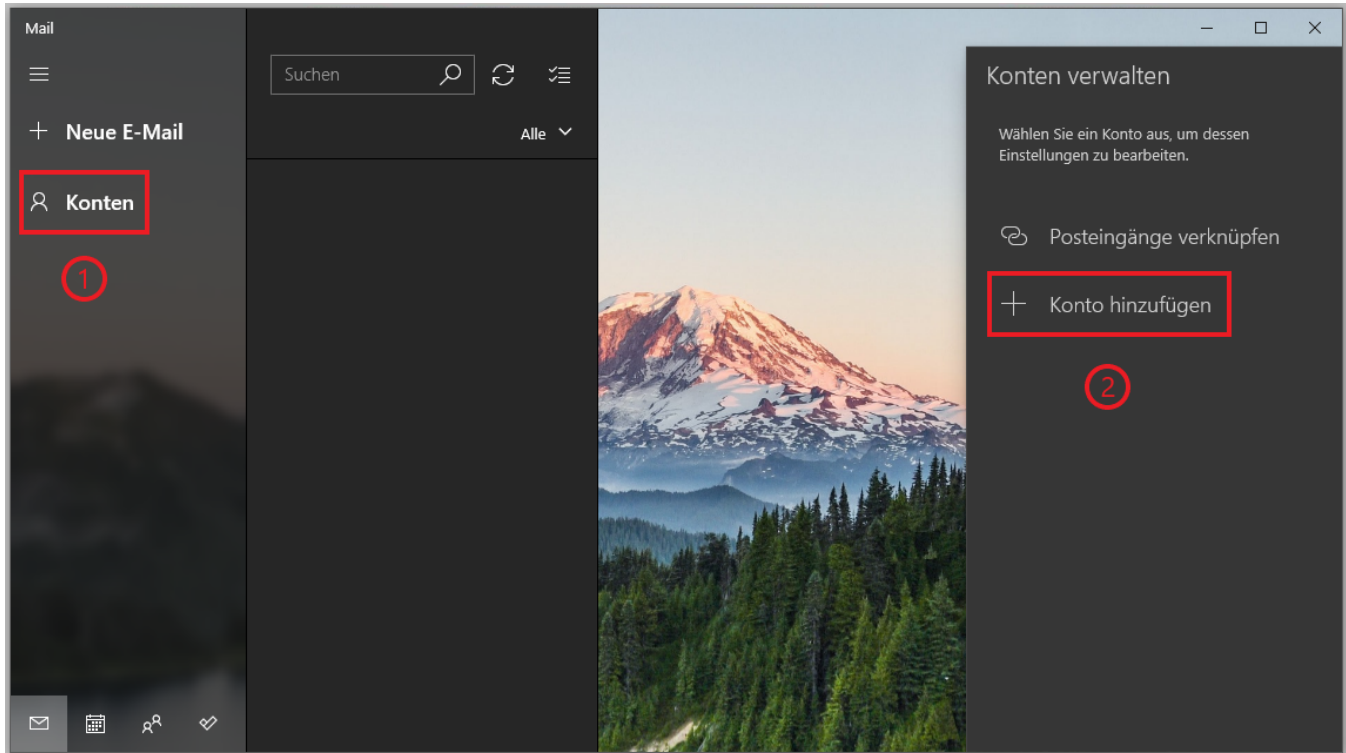 Mail
Neue E-Mail
Konten
1
Suchen
Alle
Konten verwalten
Wählen Sie ein Konto aus, um dessen
Einstellungen zu bearbeiten.
Posteingänge verknüpfen
Konto hinzufügen
2